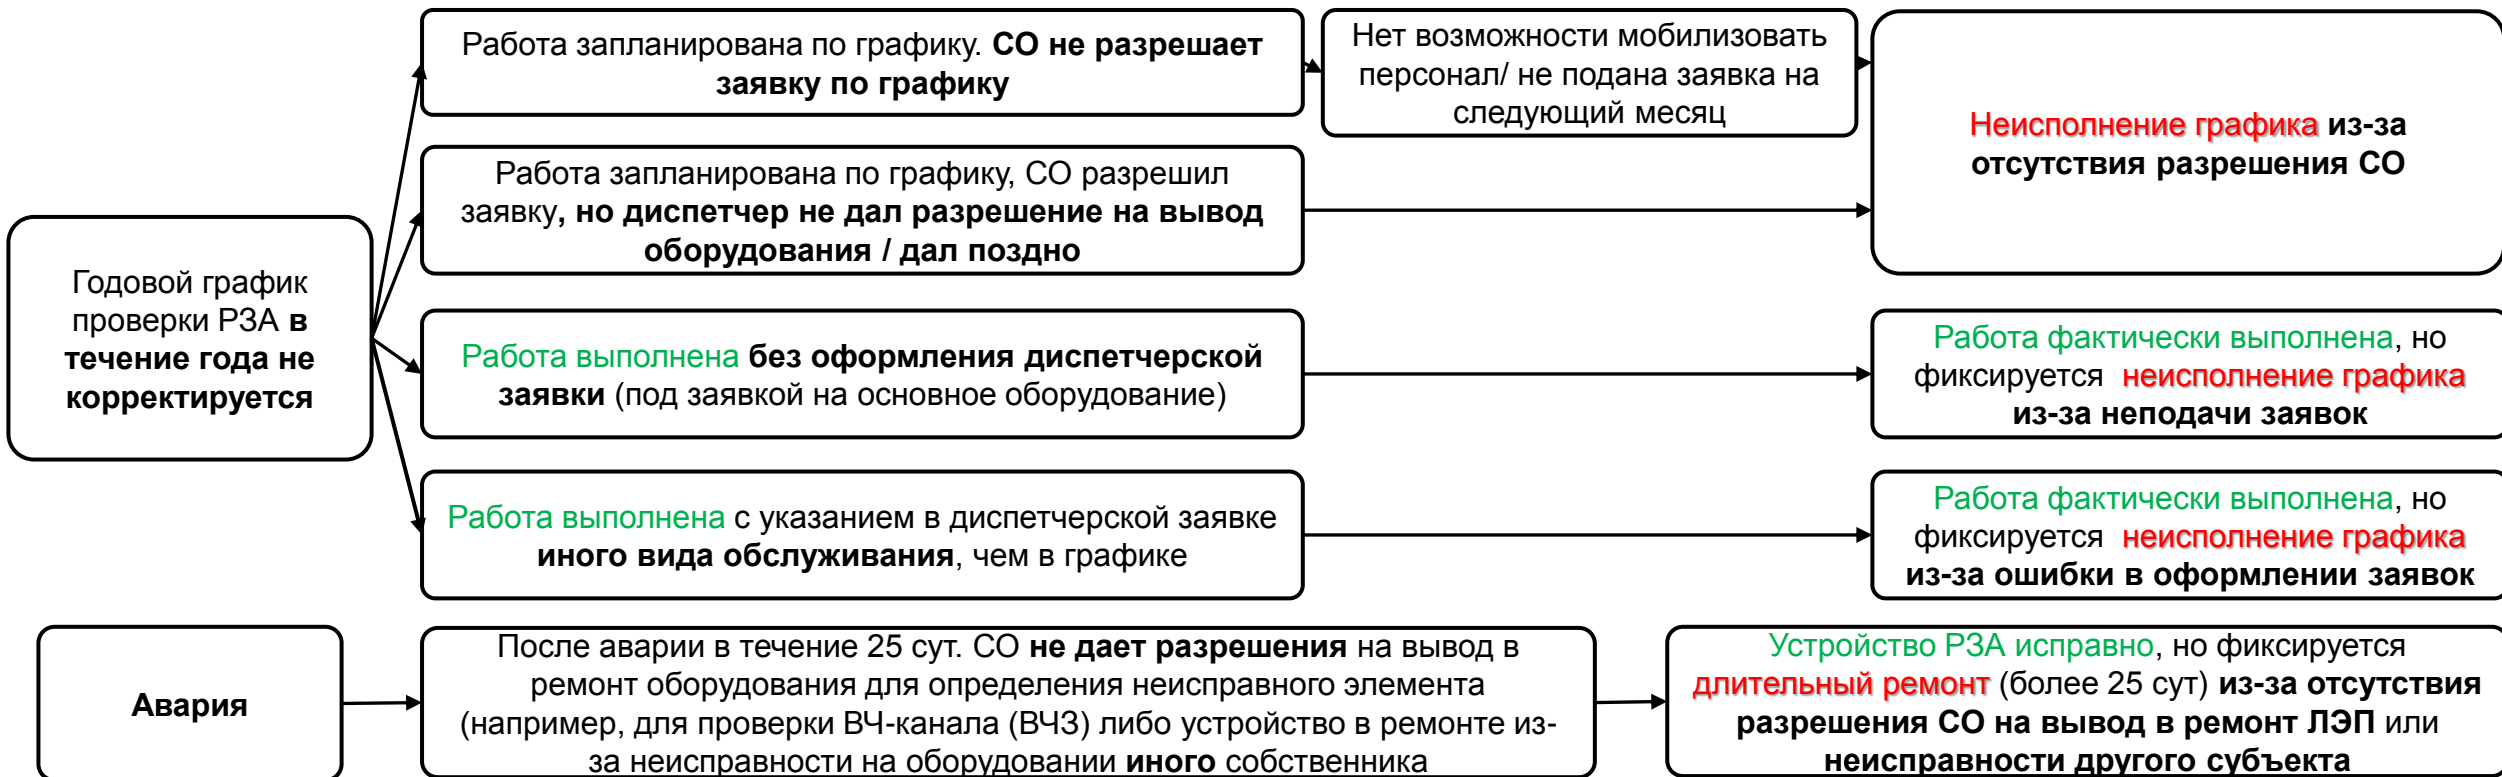 Работа запланирована по графику. СО не разрешает
заявку по графику
Нет возможности мобилизовать
персонал/ не подана заявка на
следующий месяц
Неисполнение графика из-за
отсутствия разрешения СО
Работа запланирована по графику, СО разрешил
заявку, но диспетчер не дал разрешение на вывод
оборудования / дал поздно
Годовой график
проверки РЗА в
течение года не
корректируется
Работа выполнена без оформления диспетчерской
заявки (под заявкой на основное оборудование)
Работа фактически выполнена, но
фиксируется неисполнение графика
из-за неподачи заявок
Работа выполнена с указанием в диспетчерской заявке
иного вида обслуживания, чем в графике
Работа фактически выполнена, но
фиксируется неисполнение графика
из-за ошибки в оформлении заявок
Авария
После аварии в течение 25 сут. СО не дает разрешения на вывод в
ремонт оборудования для определения неисправного элемента
(например, для проверки ВЧ-канала (ВЧЗ) либо устройство в ремонте из-
за неисправности на оборудовании иного собственника
Устройство РЗА исправно, но фиксируется
длительный ремонт (более 25 сут) из-за отсутствия
разрешения СО на вывод в ремонт ЛЭП или
неисправности другого субъекта